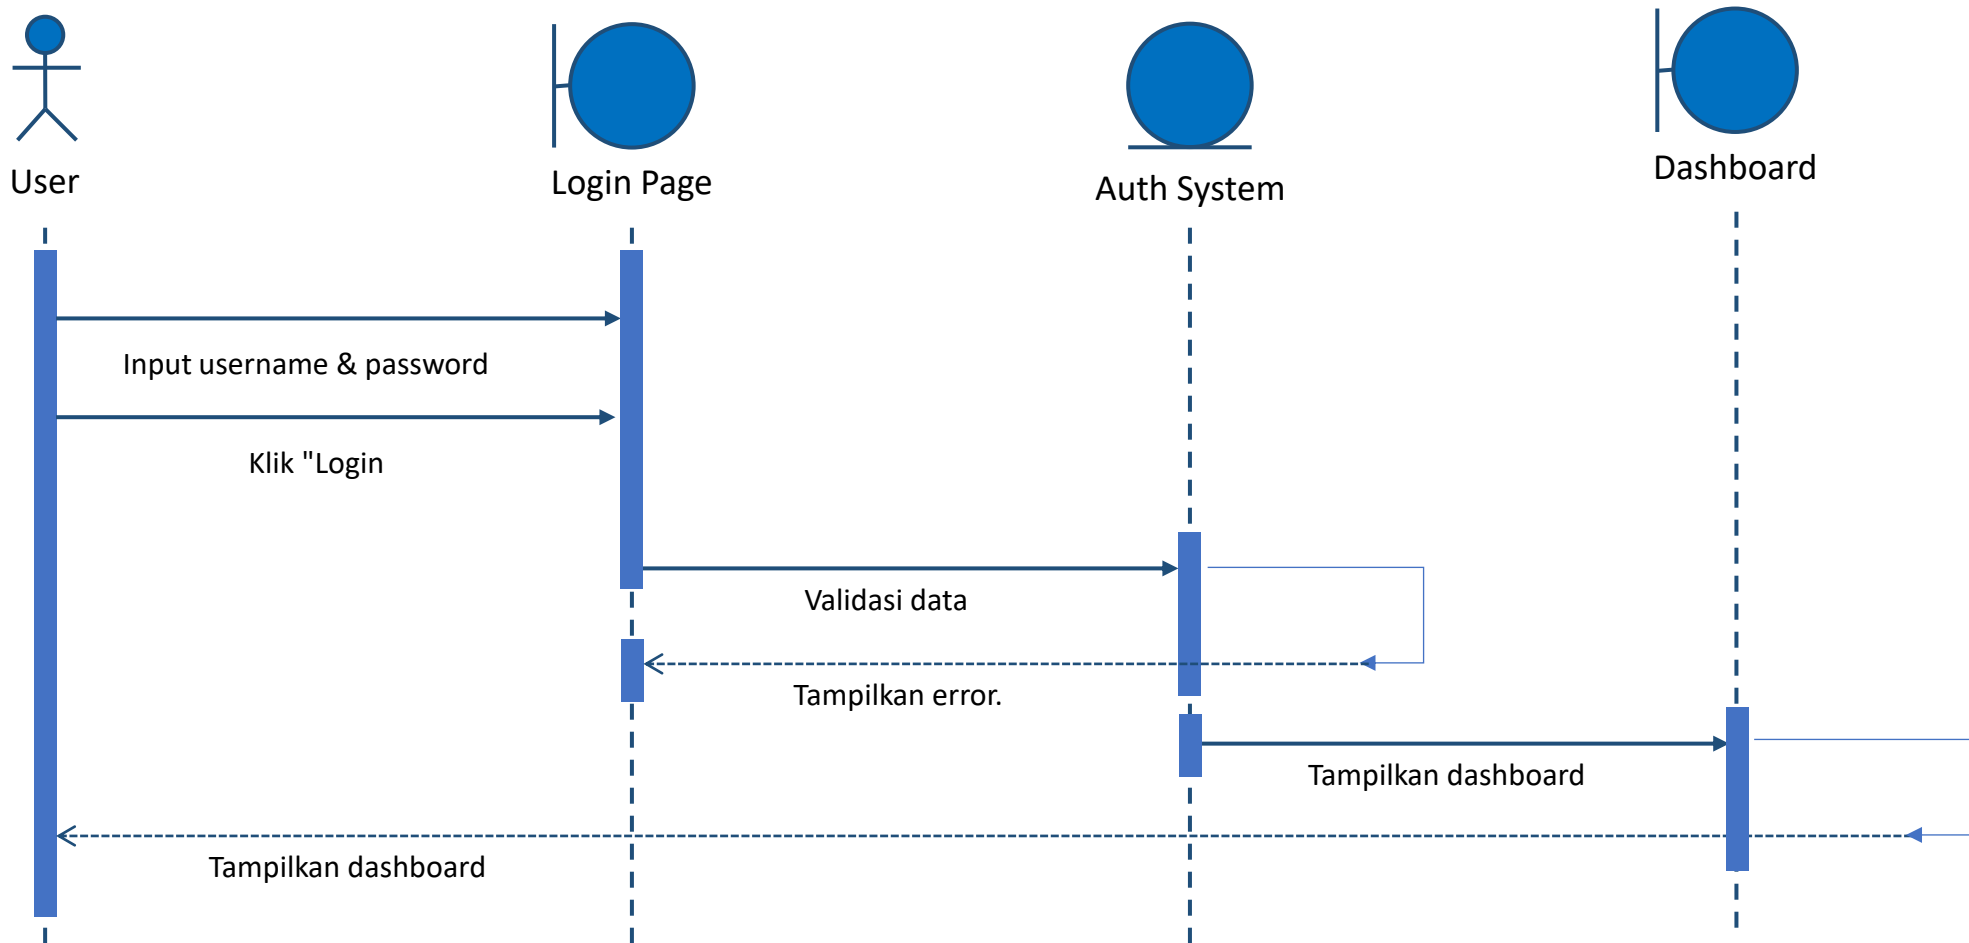 User
Login Page
Auth System
Dashboard
Input username & password
Klik "Login
Validasi data
Tampilkan error.
Tampilkan dashboard
Tampilkan dashboard